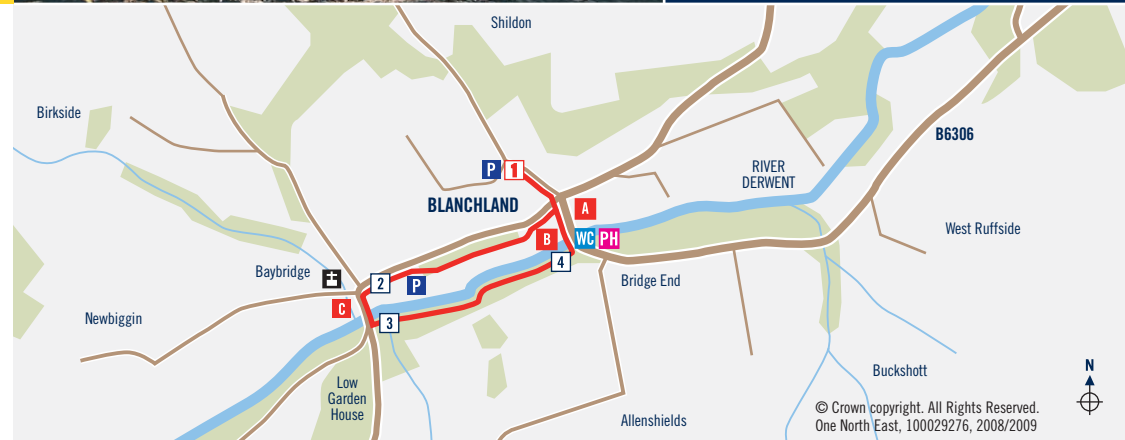 Shildon
Birkside
B6306
P
1
RIVER
DERWENT
BLANCHLAND
A
West Ruffside
B
WC
PH
4
Baybridge
2
P
Bridge End
C
Newbiggin
3
Buckshott
N
Low
Garden
House
Allenshields
© Crown copyright. All Rights Reserved.
One North East, 100029276, 2008/2009